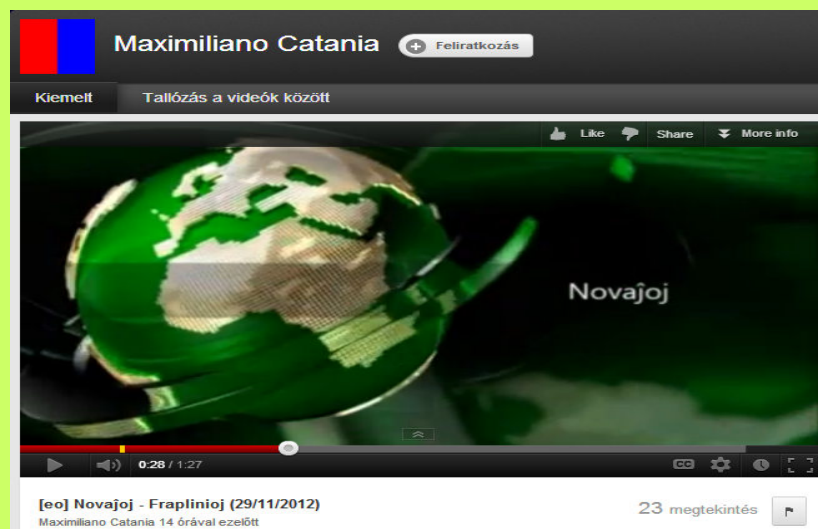 Maximiliano Catania Feliratkozás
Kiemelt Tallózás a videók között
Like Share More info
Novaĵoj
0:28 / 1:27 CC
[eo] Novaĵoj - Fraplinioj (29/11/2012) 23 megtekintés
Maximiliano Catania 14 órával ezelőtt